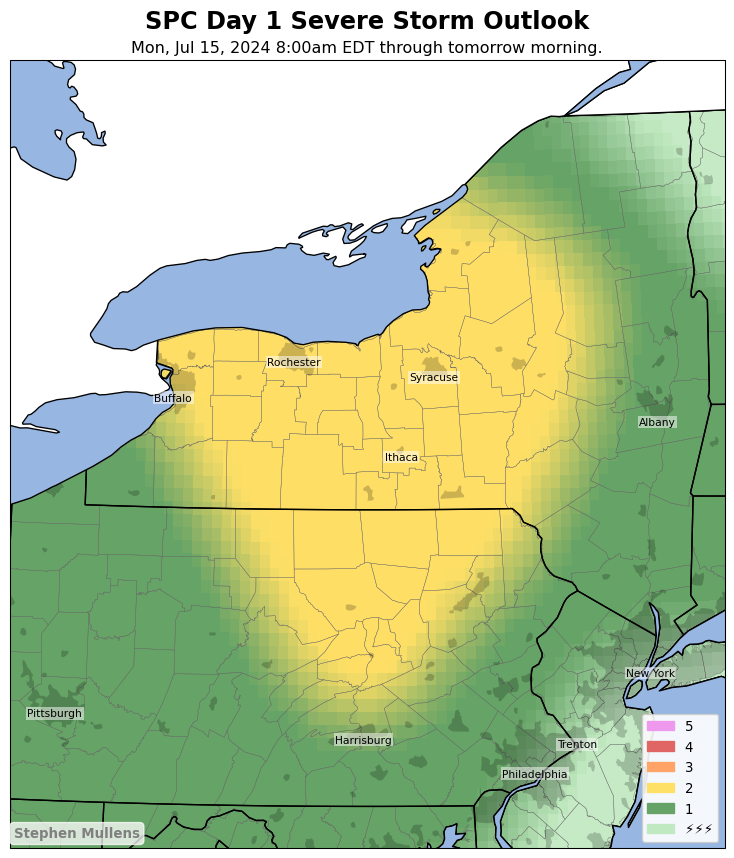 SPC Day 1 Severe Storm Outlook
Mon, Jul 15, 2024 8:00am EDT through tomorrow morning.
Rochester
Syracuse
Buffalo
Albany
Ithaca
New York
Pittsburgh
Harrisburg
Trenton
Philadelphia
5
4
3
2
1
⚡⚡⚡
Stephen Mullens